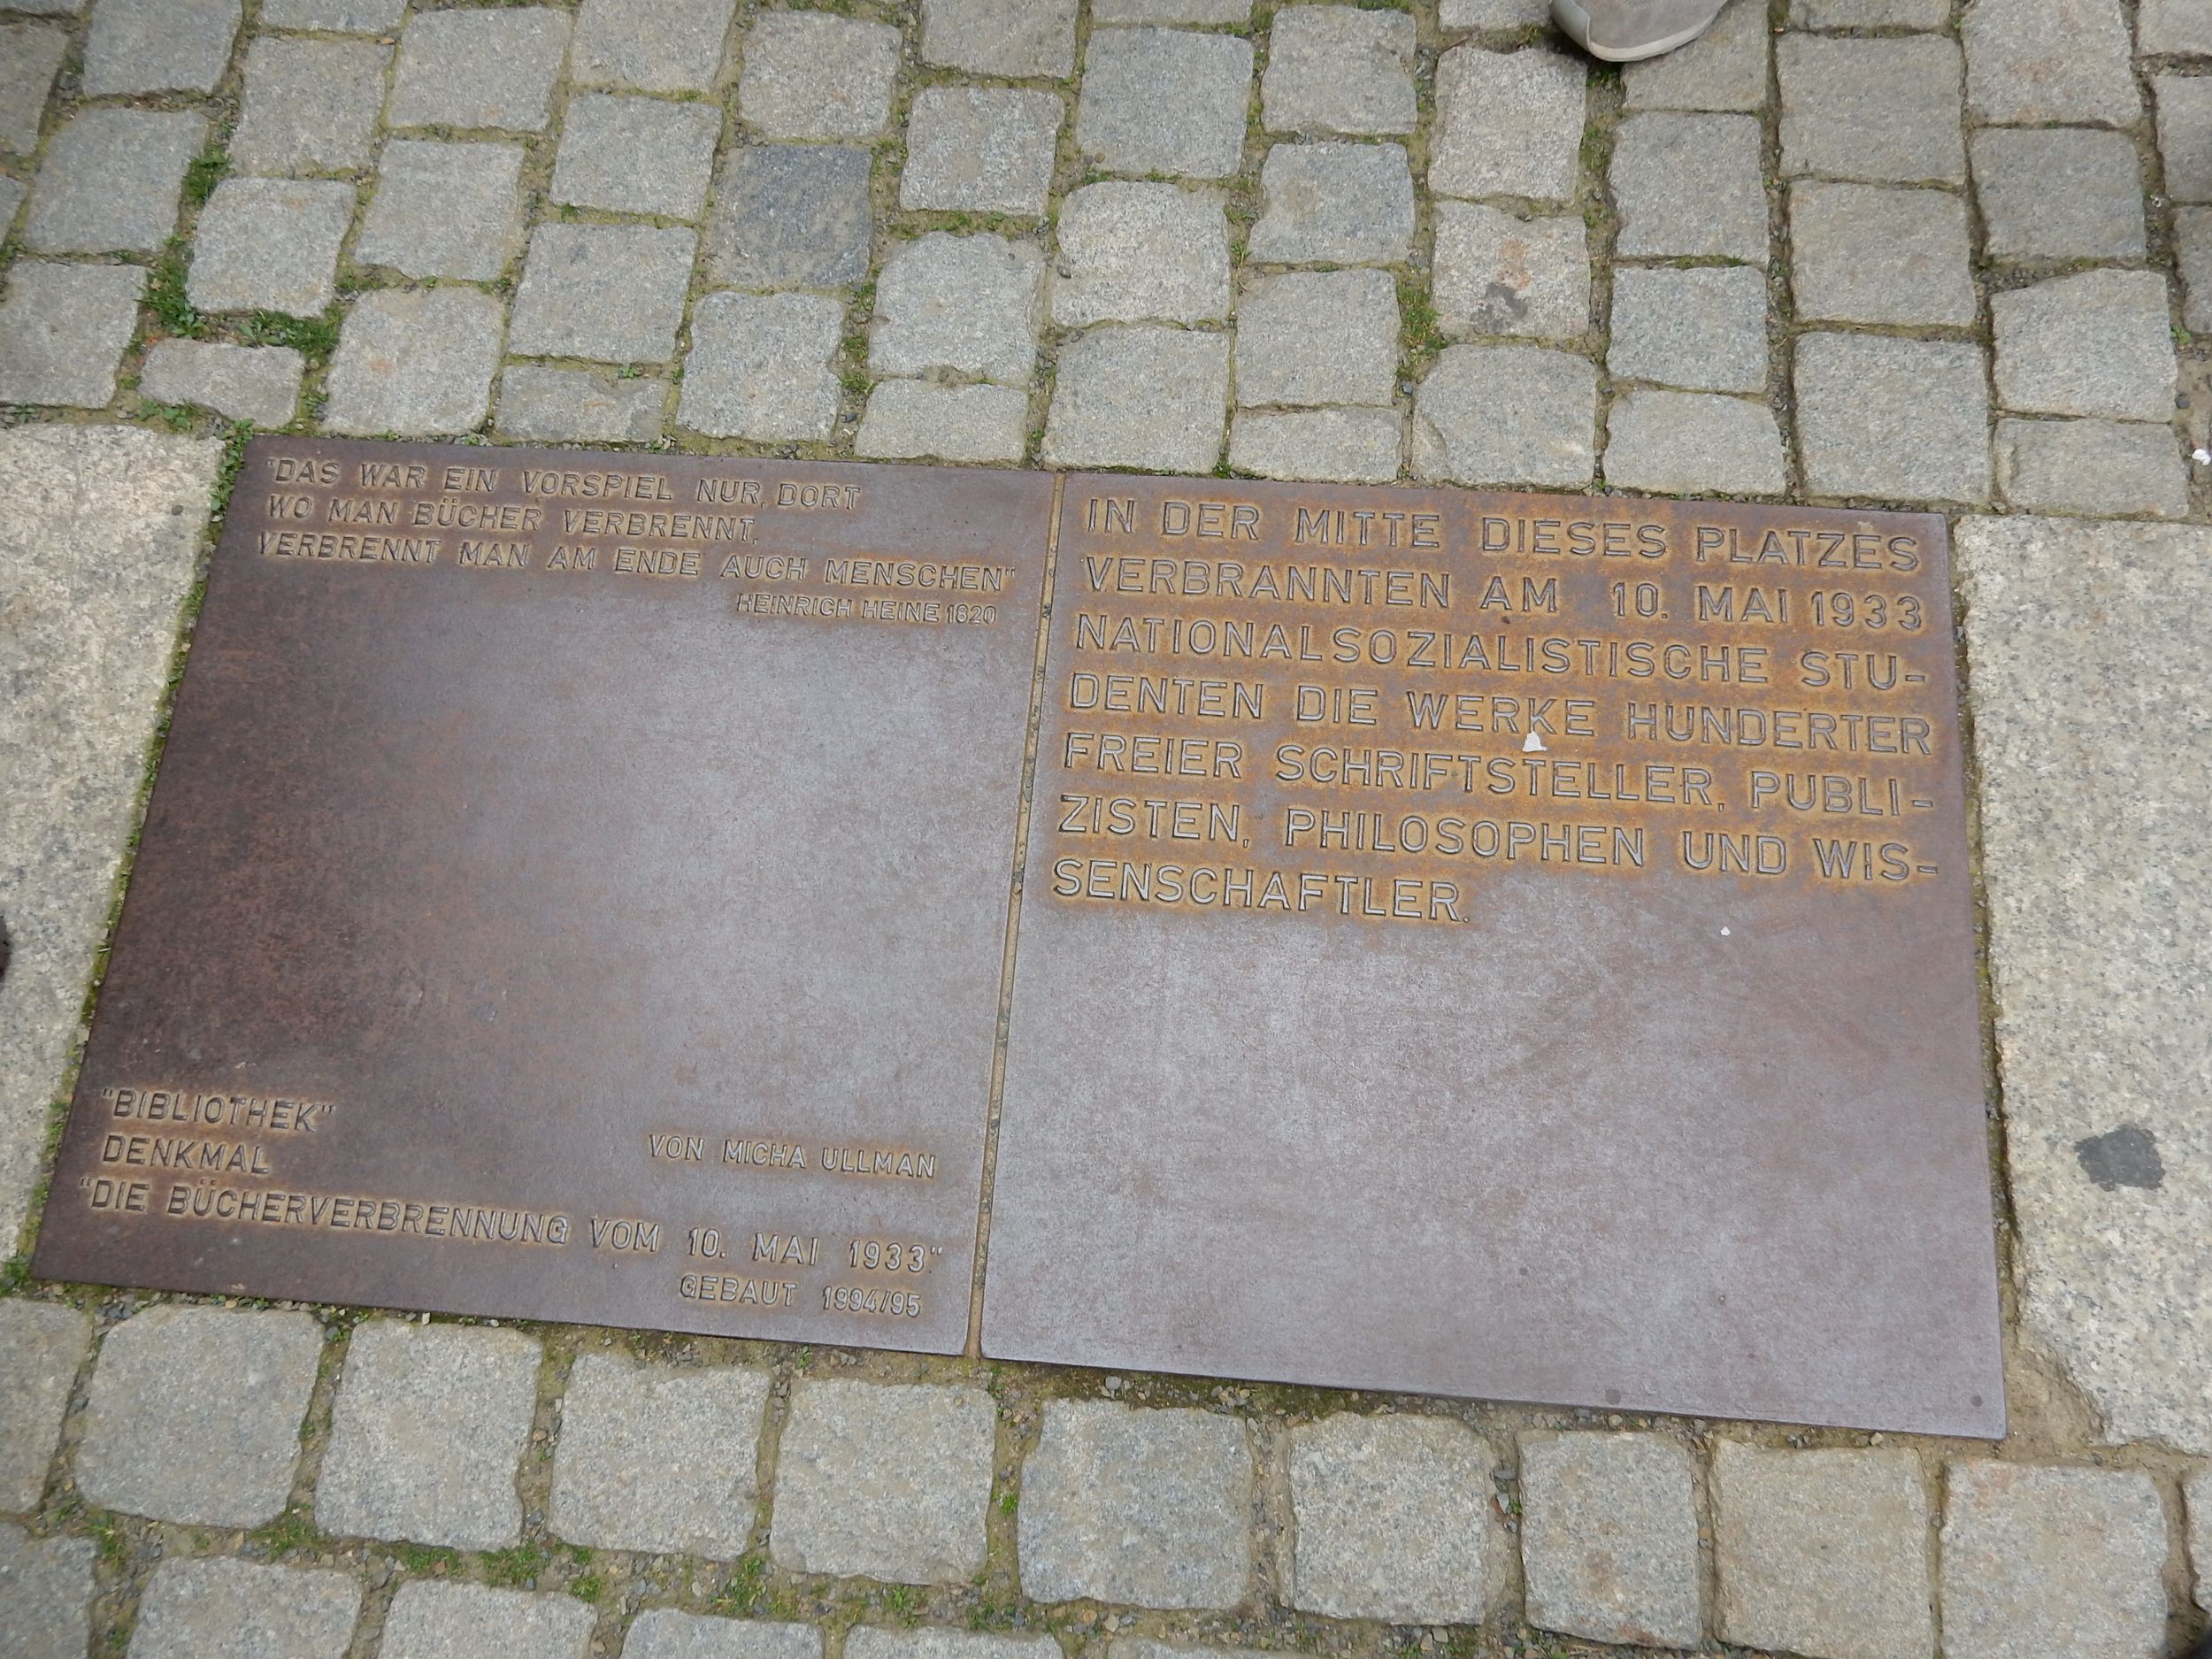 "DAS WAR EIN VORSPIEL NUR, DORT
WO MAN BÜCHER VERBRENNT,
VERBRENNT MAN AM ENDE AUCH MENSCHEN"
HEINRICH HEINE 1820
"BIBLIOTHEK"
DENKMAL
VON MICHA ULLMAN
"DIE BÜCHERVERBRENNUNG VOM 10. MAI 1933"
GEBAUT 1994/95
IN DER MITTE DIESES PLATZES
VERBRANNTEN AM 10. MAI 1933
NATIONALSOZIALISTISCHE STU-
DENTEN DIE WERKE HUNDERTER
FREIER SCHRIFTSTELLER, PUBLI-
ZISTEN, PHILOSOPHEN UND WIS-
SENSCHAFTLER.